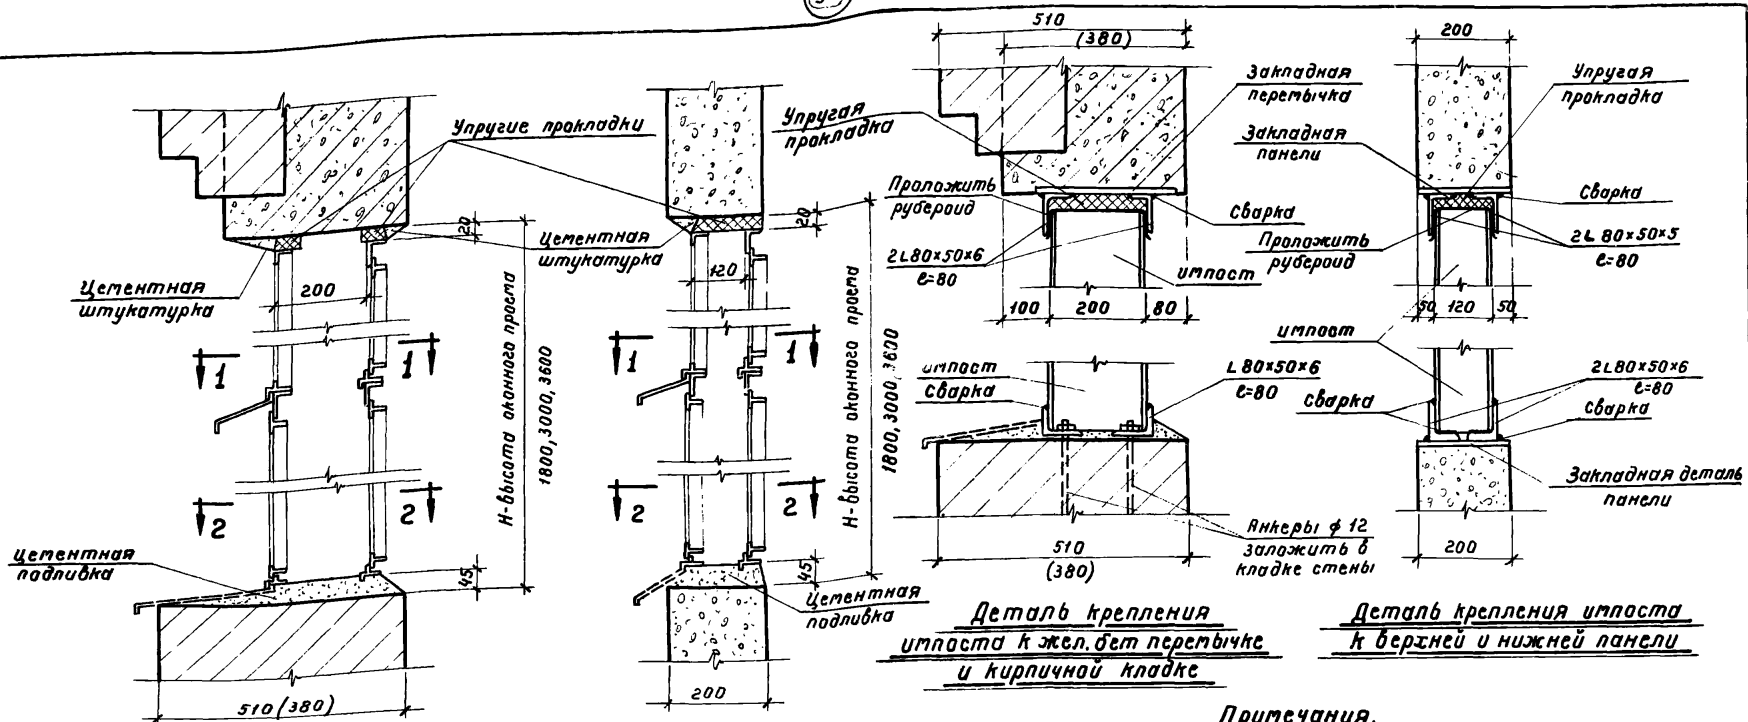 Упругие прокладки
Цементная
штукатурка
Цементная
штукатурка
200
20
Н-высота оконного проема
1800, 3000, 3600
1
1
2
2
45
Цементная
подливка
510 (380)
120
20
Н-высота оконного проема
1800, 3000, 3600
1
1
2
2
45
Цементная
подливка
200
510
(380)
Упругая
прокладка
Закладная
перемычка
Проложить
рубероид
Сварка
2L80×50×6
ℓ=80
импост
100
200
80
импост
Сварка
L 80×50×6
ℓ=80
Анкеры ф 12
заложить в
кладке стены
510
(380)
Деталь крепления
импоста к жел. бет перемычке
и кирпичной кладке
200
Упругая
прокладка
Закладная
панели
Сварка
Проложить
рубероид
2L 80×50×5
ℓ=80
50
120
50
импост
2L80×50×6
ℓ=80
Сварка
Сварка
Закладная деталь
панели
200
Деталь крепления импоста
к верхней и нижней панели
Примечания.